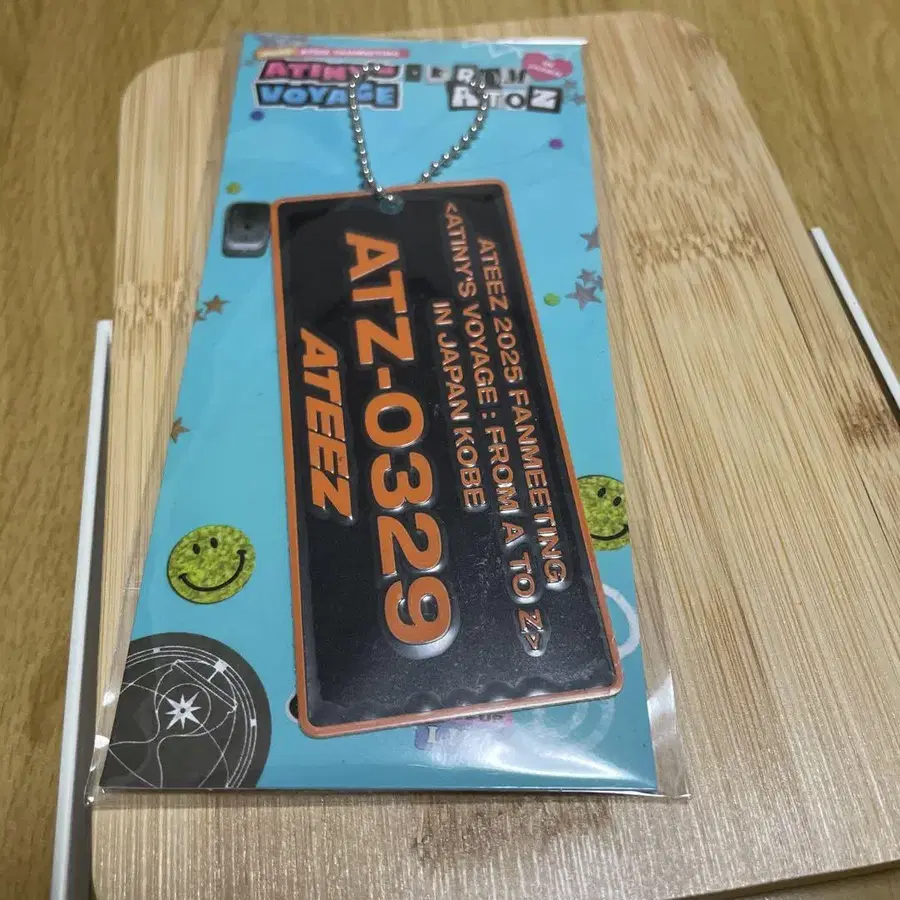 ATINY'S
VOYAGE
A TO Z
ATEEZ 2025 FANMEETING
<ATINY'S VOYAGE : FROM A TO Z>
IN JAPAN KOBE
ATZ-0329
ATEEZ